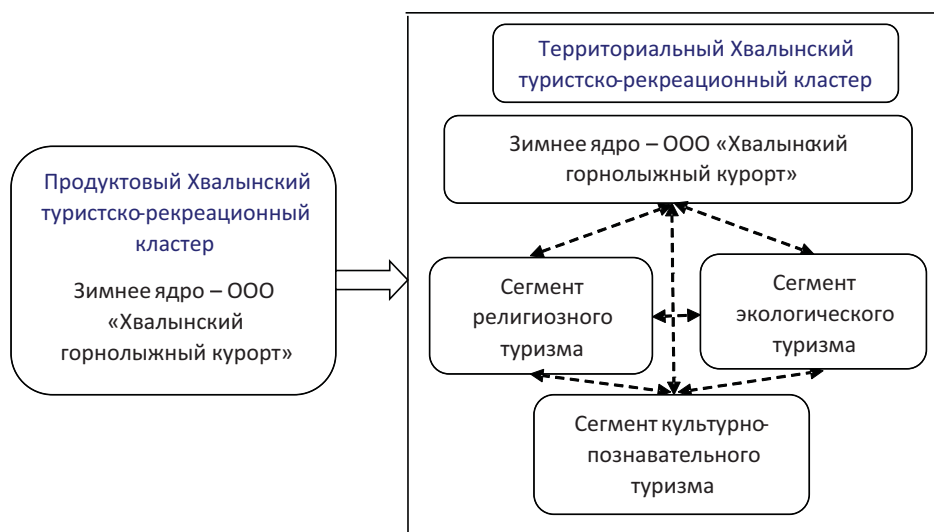 Продуктовый Хвалынский
туристско-рекреационный
кластер
Зимнее ядро – ООО
«Хвалынский
горнолыжный курорт»
Территориальный Хвалынский
туристско-рекреационный кластер
Зимнее ядро – ООО «Хвалынский
горнолыжный курорт»
Сегмент
религиозного
туризма
Сегмент
экологического
туризма
Сегмент культурно-
познавательного
туризма